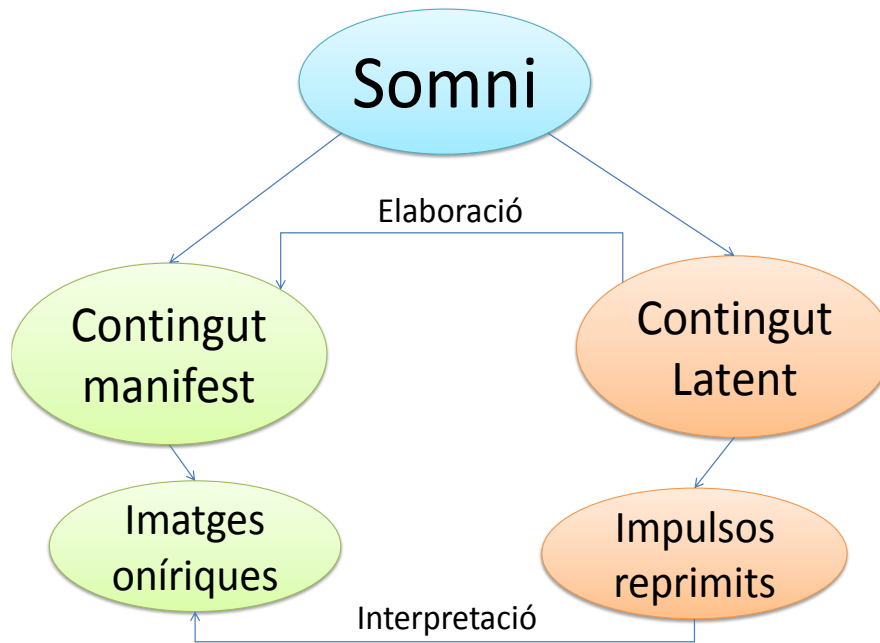 Somni
Elaboració
Contingut
manifest
Contingut
Latent
Imatges
oníriques
Impulsos
reprimits
Interpretació